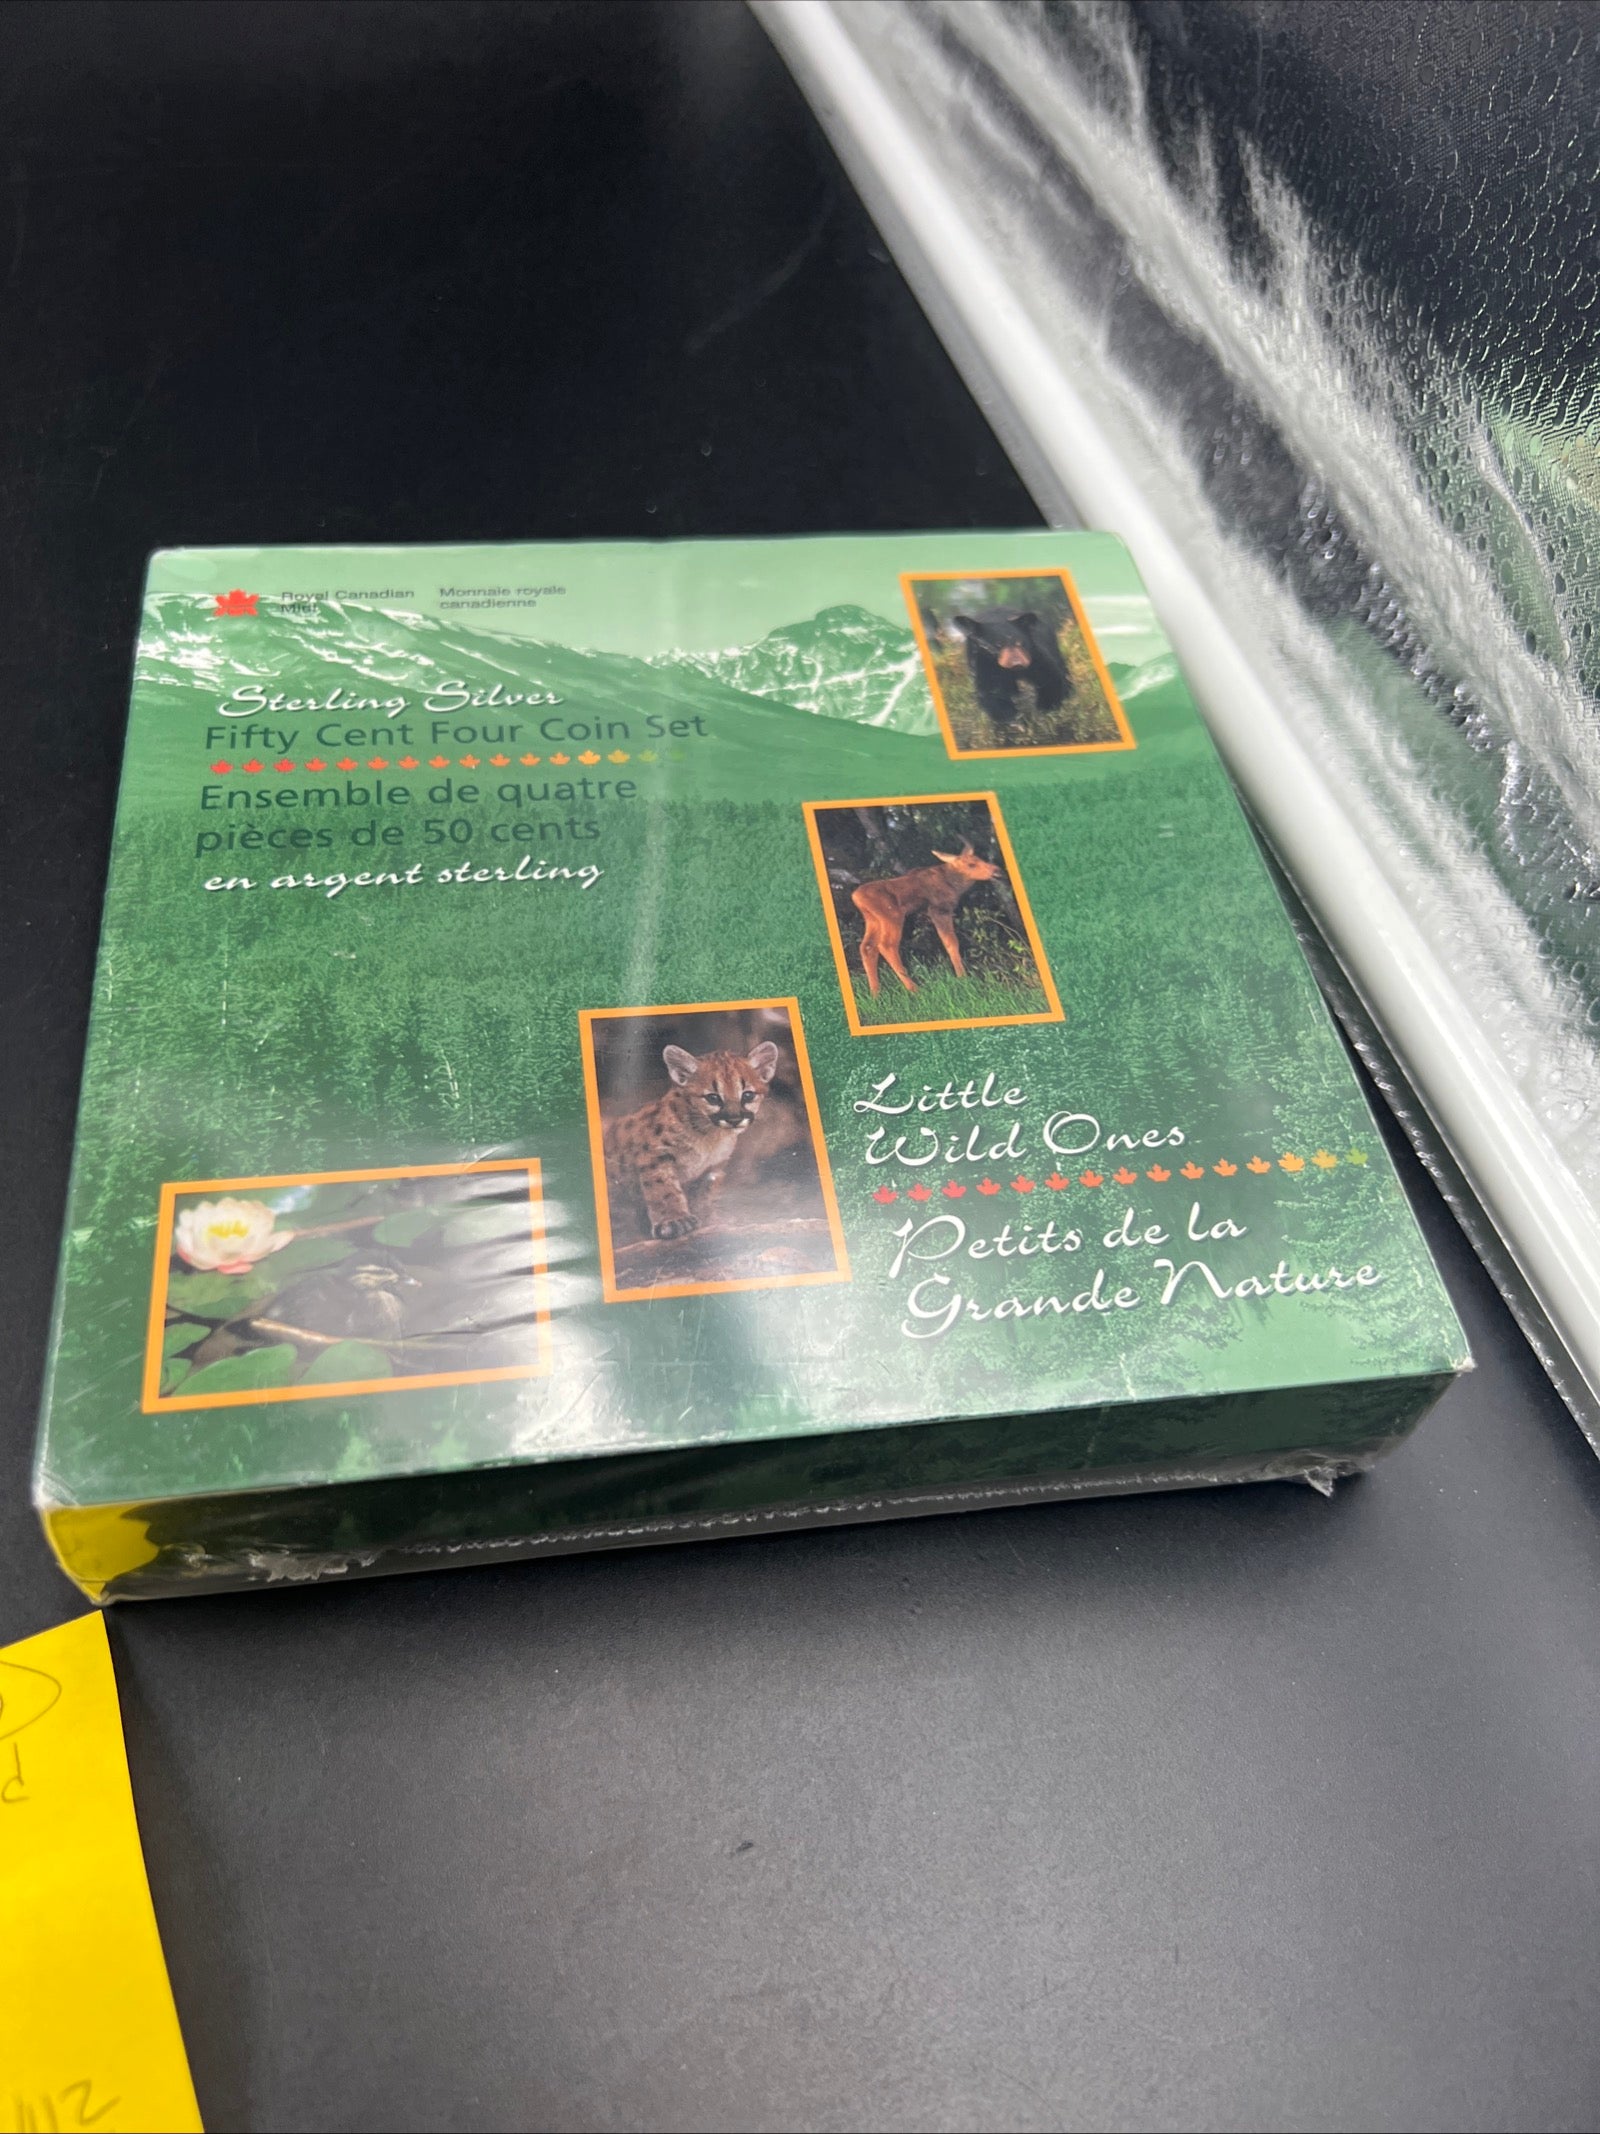 Royal Canadian
Mint
Monnaie royale
canadienne
Sterling Silver
Fifty Cent Four Coin Set
Ensemble de quatre
pièces de 50 cents
en argent sterling
Little
Wild Ones
Petits de la
Grande Nature